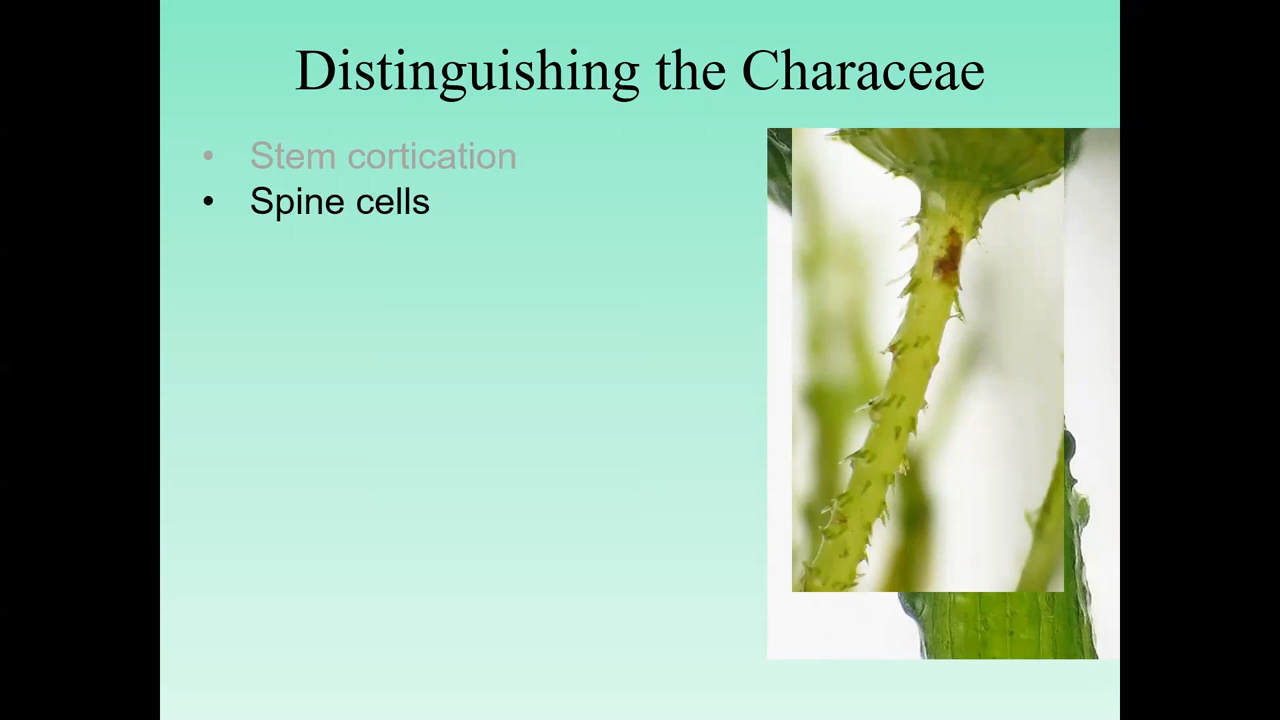 Distinguishing the Characeae
• Stem cortication
• Spine cells